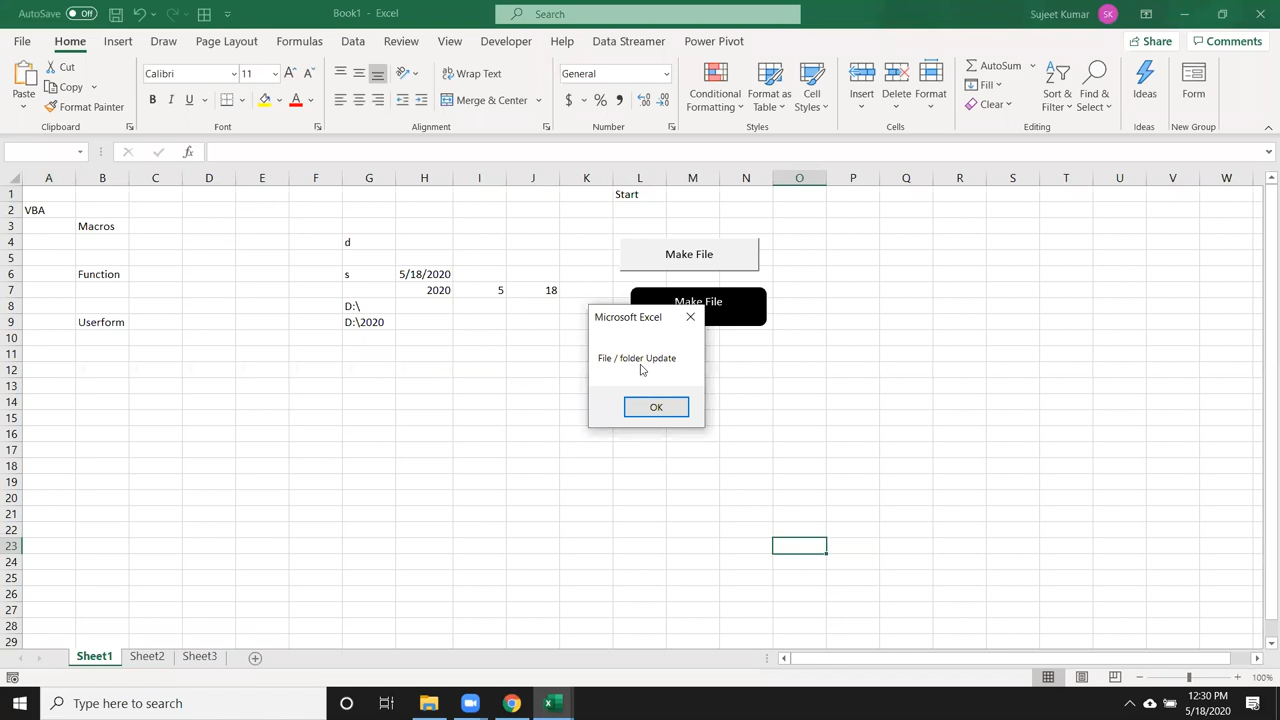 AutoSave Off Book1 - Excel Search Sujeet Kumar SK
File Home Insert Draw Page Layout Formulas Data Review View Developer Help Data Streamer Power Pivot Share Comments
Paste Cut Copy Format Painter
Calibri 11 B I U A
Wrap Text Merge & Center
General $ % ,
Conditional Formatting Format as Table Cell Styles
Insert Delete Format
AutoSum Fill Clear Sort & Filter Find & Select
Ideas Form
Clipboard Font Alignment Number Styles Cells Editing Ideas New Group
fx
A B C D E F G H I J K L M N O P Q R S T U V W
1 Start
2 VBA
3 Macros
4 d
5 Make File
6 Function s 5/18/2020
7 2020 5 18
8 D:\ Make File
9 Userform D:\2020
10
11
12
13
14
15
16
17
18
19
20
21
22
23
24
25
26
27
28
29
Microsoft Excel
File / folder Update
OK
Sheet1 Sheet2 Sheet3
100%
Type here to search
12:30 PM
5/18/2020